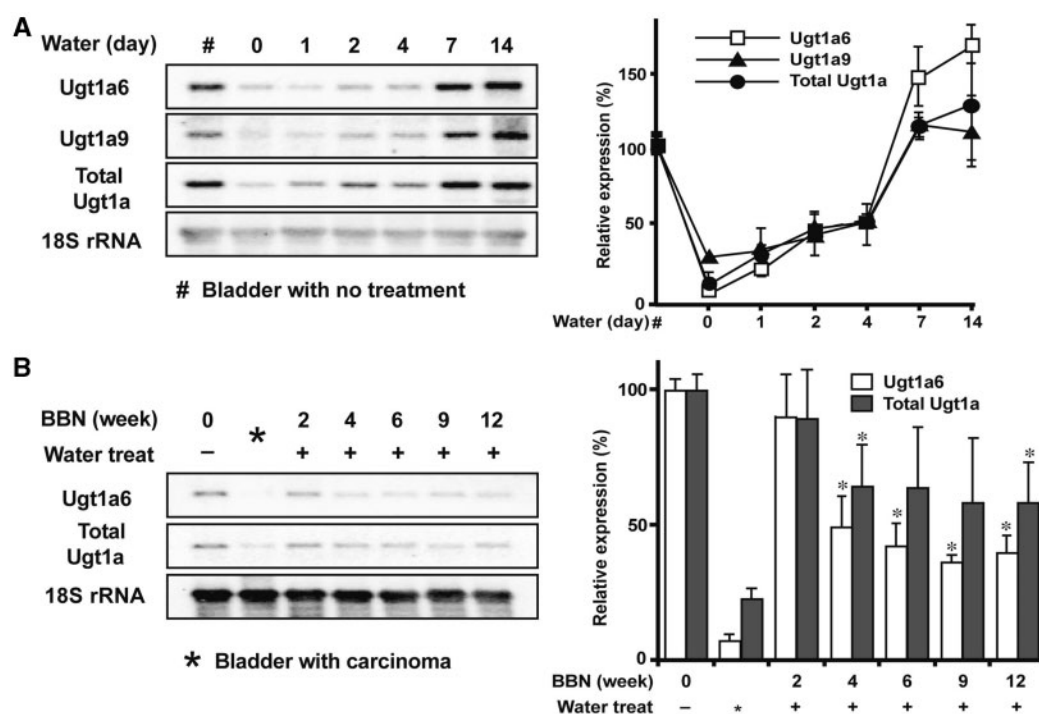 A
Water (day) # 0 1 2 4 7 14
Ugt1a6
Ugt1a9
Total
Ugt1a
18S rRNA
# Bladder with no treatment
Relative expression (%)
150
100
50
0
Ugt1a6
Ugt1a9
Total Ugt1a
Water (day) # 0 1 2 4 7 14
B
BBN (week) 0 * 2 4 6 9 12
Water treat – + + + + +
Ugt1a6
Total
Ugt1a
18S rRNA
* Bladder with carcinoma
Relative expression (%)
100
50
0
Ugt1a6
Total Ugt1a
* * * * * *
BBN (week) 0 2 4 6 9 12
Water treat – * + + + + +